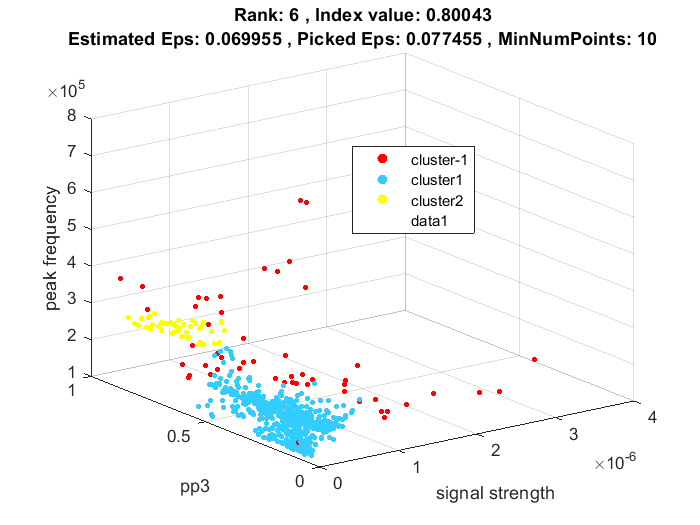 Rank: 6 , Index value: 0.80043
Estimated Eps: 0.069955 , Picked Eps: 0.077455 , MinNumPoints: 10
×10⁵
8
7
6
5
4
3
2
1
peak frequency
cluster-1
cluster1
cluster2
data1
1
0.5
0
pp3
0
1
2
3
4
×10⁻⁶
signal strength